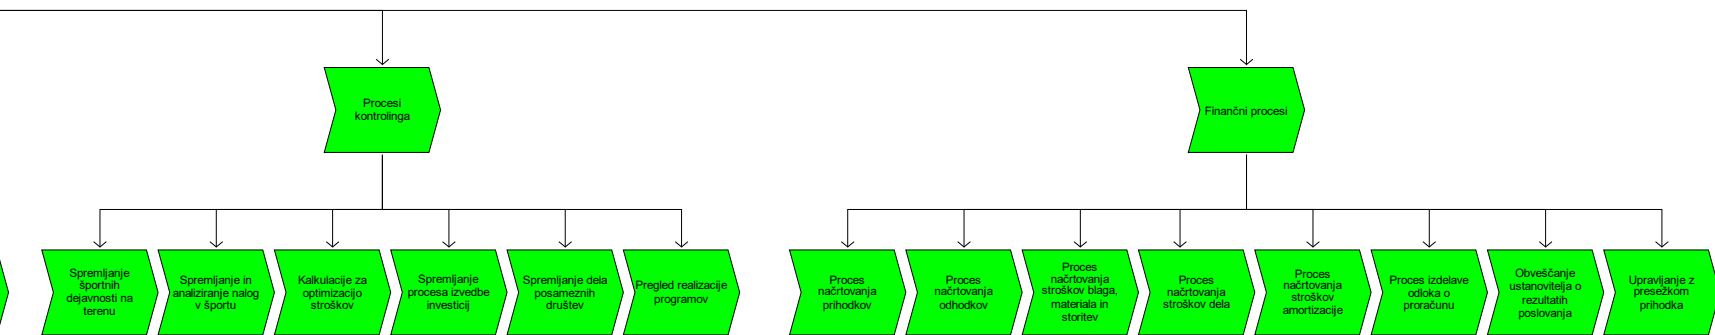 Procesi
kontrolinga
Finančni procesi
Spremljanje
športnih
dejavnosti na
terenu
Spremljanje in
analiziranje nalog
v športu
Kalkulacije za
optimizacijo
stroškov
Spremljanje
procesa izvedbe
investicij
Spremljanje dela
posameznih
društev
Pregled realizacije
programov
Proces
načrtovanja
prihodkov
Proces
načrtovanja
odhodkov
Proces
načrtovanja
stroškov blaga,
materiala in
storitev
Proces
načrtovanja
stroškov dela
Proces
načrtovanja
stroškov
amortizacije
Proces izdelave
odloka o
proračunu
Obveščanje
ustanovitelja o
rezultatih
poslovanja
Upravljanje z
presežkom
prihodka